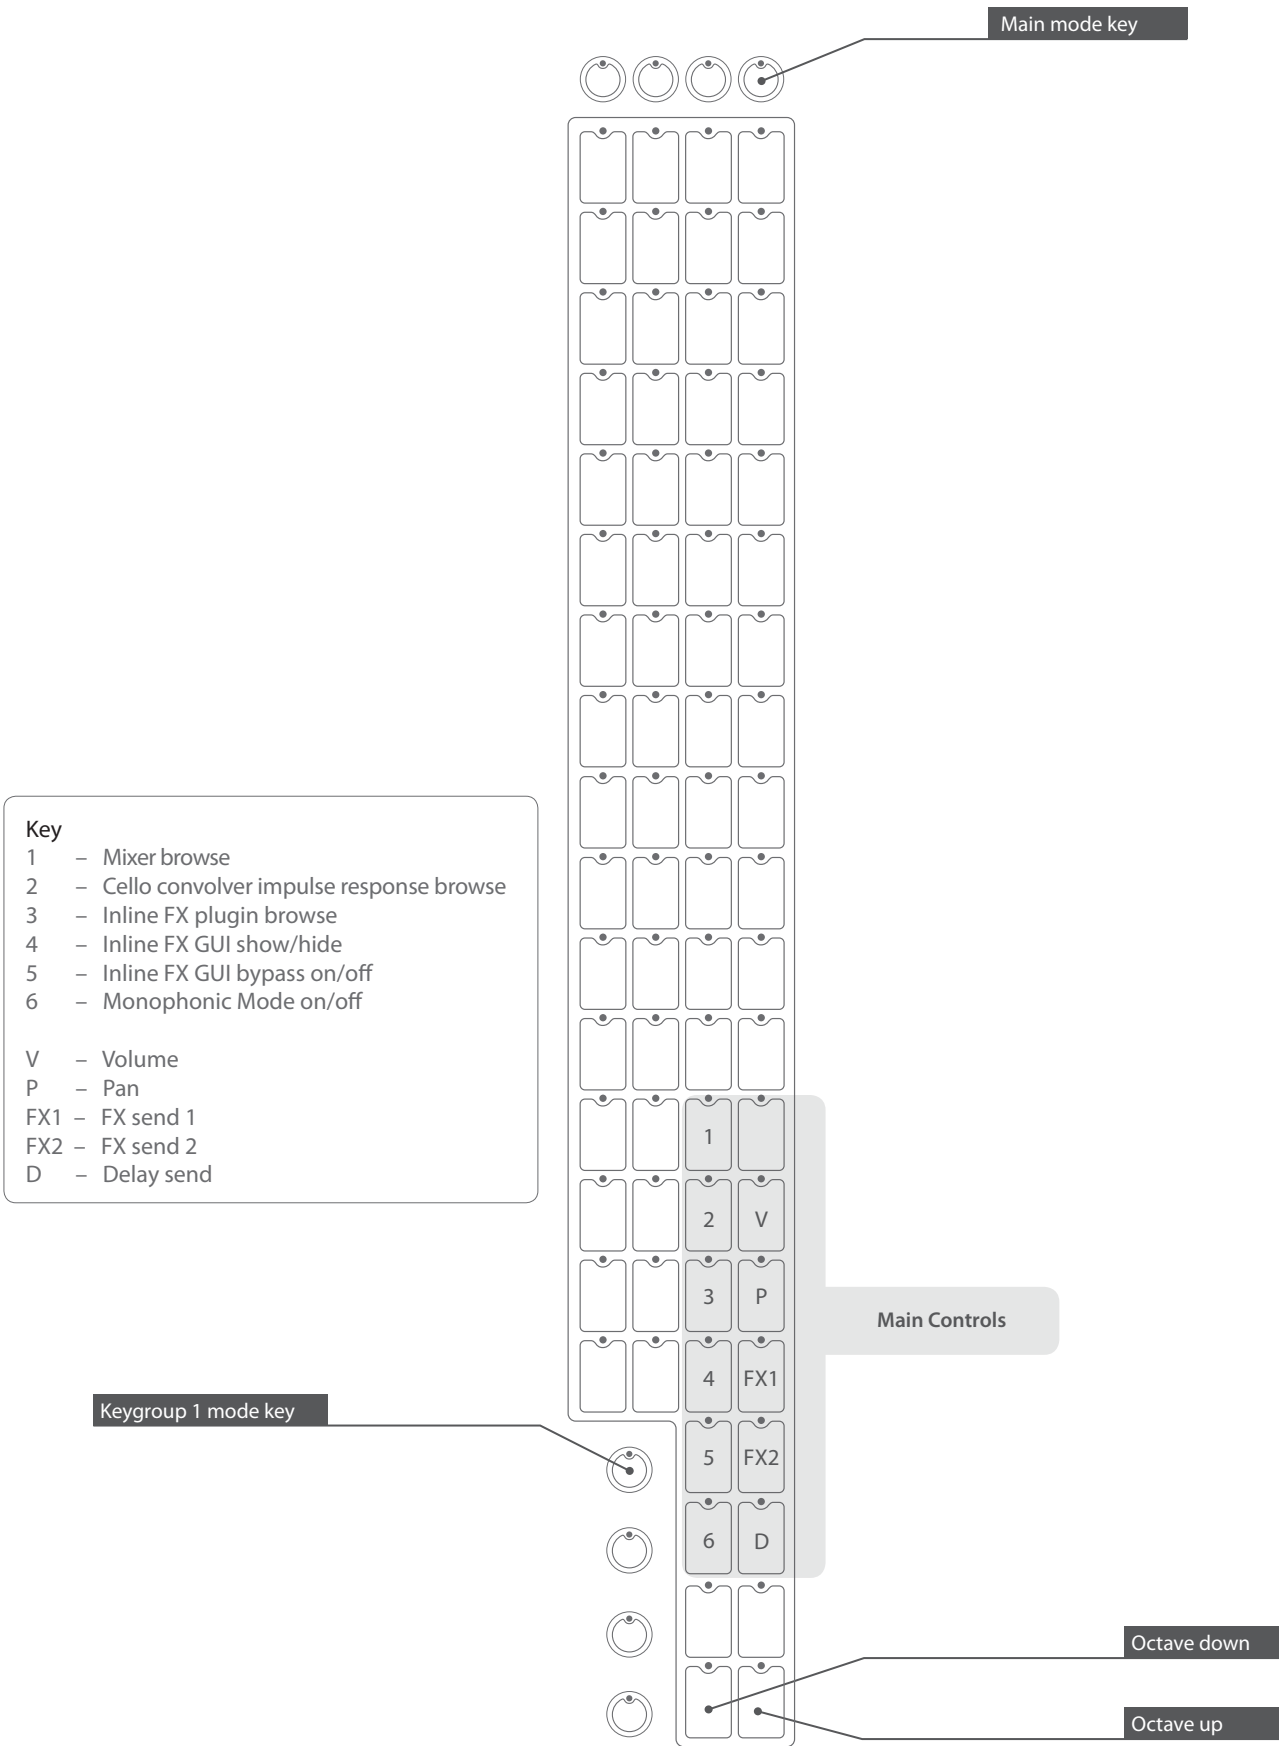 Main mode key
Key
1 – Mixer browse
2 – Cello convolver impulse response browse
3 – Inline FX plugin browse
4 – Inline FX GUI show/hide
5 – Inline FX GUI bypass on/off
6 – Monophonic Mode on/off
V – Volume
P – Pan
FX1 – FX send 1
FX2 – FX send 2
D – Delay send
1
2 V
3 P
Main Controls
4 FX1
Keygroup 1 mode key
5 FX2
6 D
Octave down
Octave up